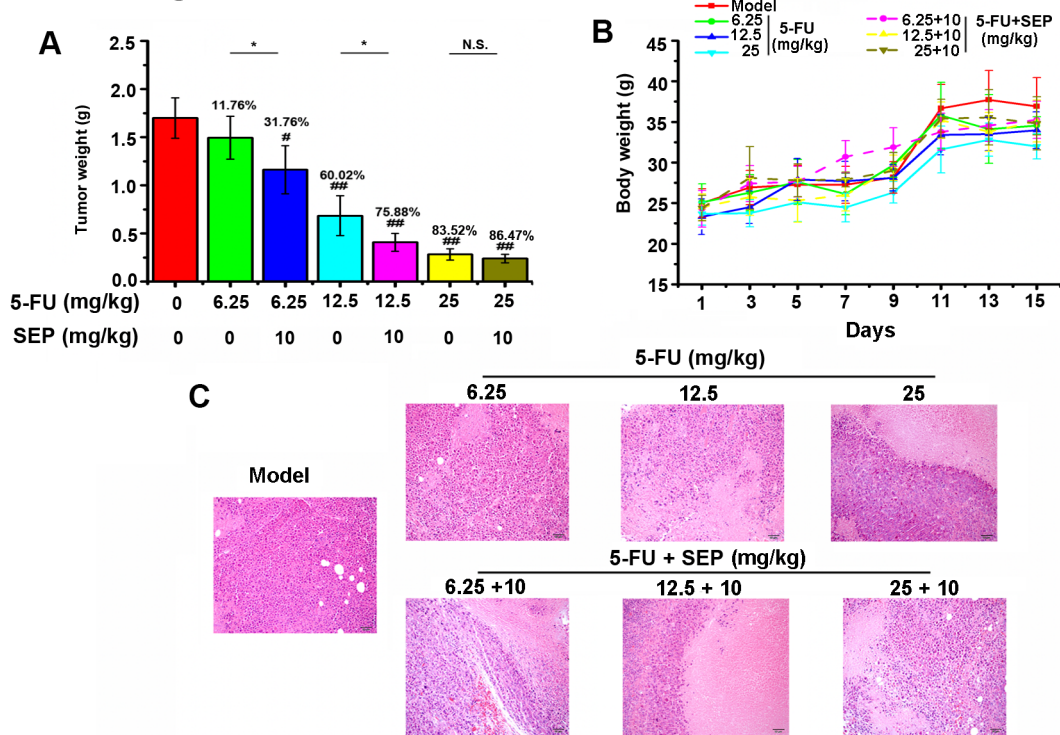 A
Tumor weight (g)
2.5
2.0
1.5
1.0
0.5
0.0
* * N.S.
11.76%
31.76%
#
60.02%
##
75.88%
##
83.52%
##
86.47%
##
5-FU (mg/kg) 0 6.25 6.25 12.5 12.5 25 25
SEP (mg/kg) 0 0 10 0 10 0 10
B
Model
6.25
12.5
25
5-FU
(mg/kg)
6.25+10
12.5+10
25+10
5-FU+SEP
(mg/kg)
Body weight (g)
45
40
35
30
25
20
15
1 3 5 7 9 11 13 15
Days
C
Model
5-FU (mg/kg)
6.25 12.5 25
5-FU + SEP (mg/kg)
6.25 +10 12.5 + 10 25 + 10